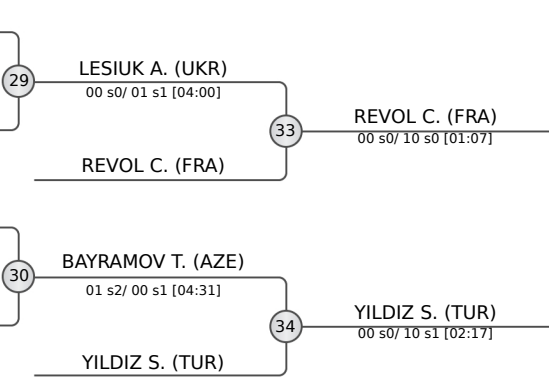 LESIUK A. (UKR)
29
00 s0/ 01 s1 [04:00]
REVOL C. (FRA)
33
00 s0/ 10 s0 [01:07]
REVOL C. (FRA)
BAYRAMOV T. (AZE)
30
01 s2/ 00 s1 [04:31]
YILDIZ S. (TUR)
34
00 s0/ 10 s1 [02:17]
YILDIZ S. (TUR)